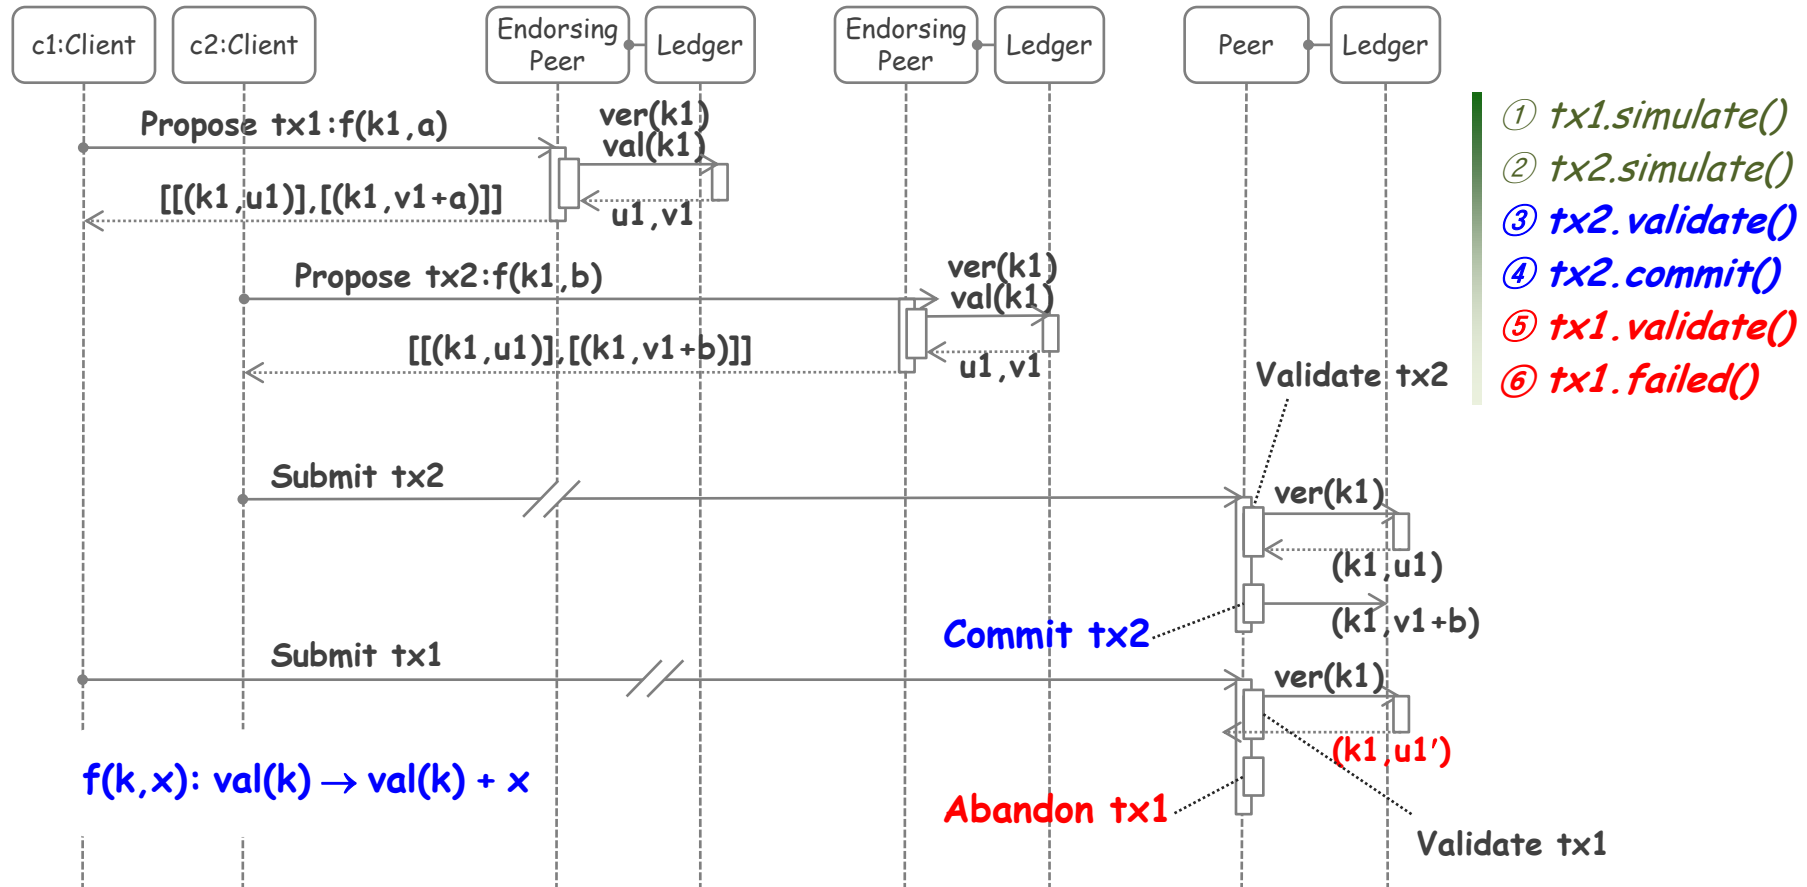 c1:Client
c2:Client
Endorsing
Peer
Ledger
Endorsing
Peer
Ledger
Peer
Ledger
Propose tx1:f(k1,a)
ver(k1)
val(k1)
[[(k1,u1)],[(k1,v1+a)]]
u1,v1
Propose tx2:f(k1,b)
ver(k1)
val(k1)
[[(k1,u1)],[(k1,v1+b)]]
u1,v1
① tx1.simulate()
② tx2.simulate()
③ tx2.validate()
④ tx2.commit()
⑤ tx1.validate()
⑥ tx1.failed()
Validate tx2
Submit tx2
ver(k1)
(k1,u1)
(k1,v1+b)
Commit tx2
Submit tx1
ver(k1)
(k1,u1′)
f(k,x): val(k) → val(k) + x
Abandon tx1
Validate tx1